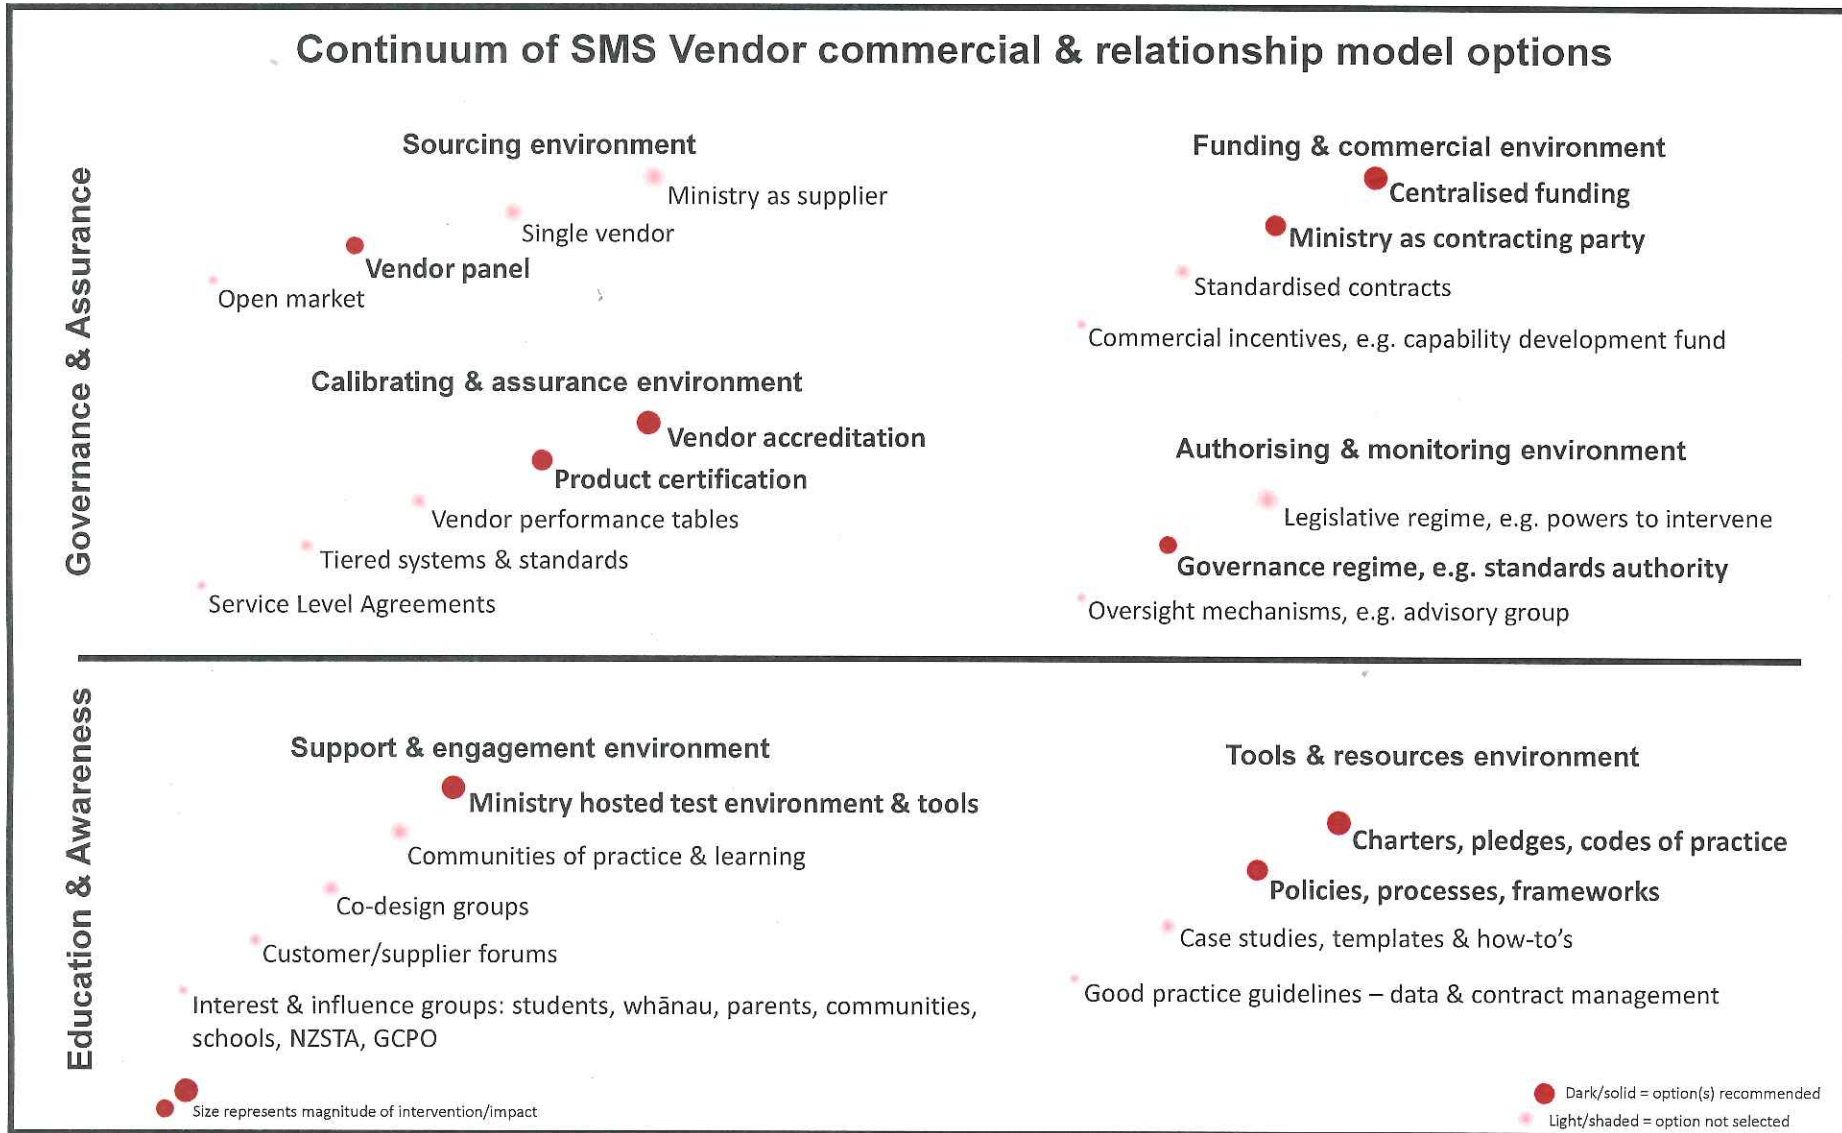 Continuum of SMS Vendor commercial & relationship model options
Governance & Assurance
Sourcing environment
Ministry as supplier
Single vendor
Vendor panel
Open market
Funding & commercial environment
Centralised funding
Ministry as contracting party
Standardised contracts
Commercial incentives, e.g. capability development fund
Calibrating & assurance environment
Vendor accreditation
Product certification
Vendor performance tables
Tiered systems & standards
Service Level Agreements
Authorising & monitoring environment
Legislative regime, e.g. powers to intervene
Governance regime, e.g. standards authority
Oversight mechanisms, e.g. advisory group
Education & Awareness
Support & engagement environment
Ministry hosted test environment & tools
Communities of practice & learning
Co-design groups
Customer/supplier forums
Interest & influence groups: students, whānau, parents, communities,
schools, NZSTA, GCPO
Tools & resources environment
Charters, pledges, codes of practice
Policies, processes, frameworks
Case studies, templates & how-to’s
Good practice guidelines – data & contract management
Size represents magnitude of intervention/impact
Dark/solid = option(s) recommended
Light/shaded = option not selected